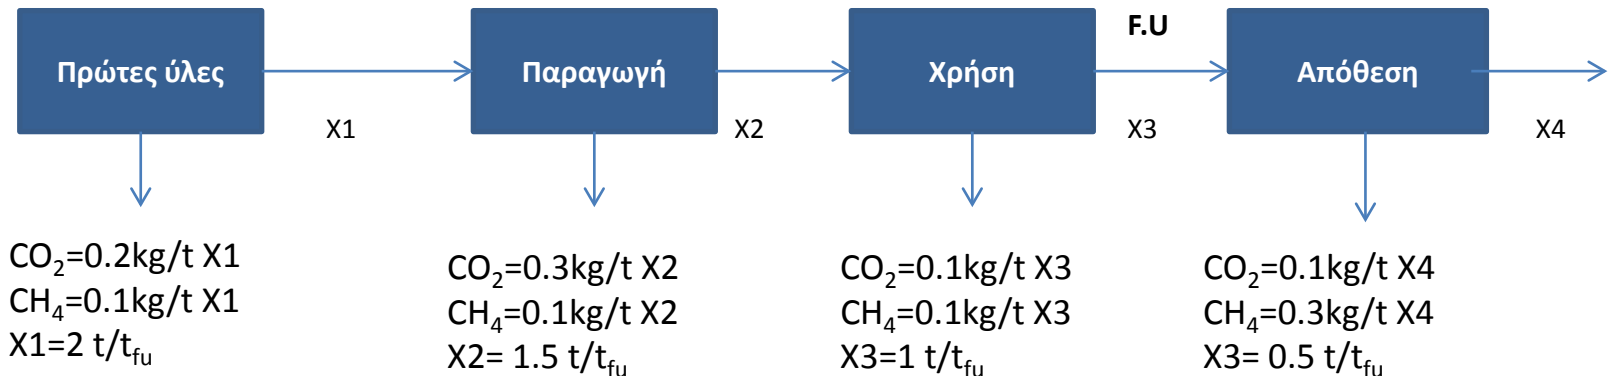 F.U
Πρώτες ύλες
Παραγωγή
Χρήση
Απόθεση
X1
X2
X3
X4
CO₂=0.2kg/t X1
CH₄=0.1kg/t X1
X1=2 t/tfu
CO₂=0.3kg/t X2
CH₄=0.1kg/t X2
X2= 1.5 t/tfu
CO₂=0.1kg/t X3
CH₄=0.1kg/t X3
X3=1 t/tfu
CO₂=0.1kg/t X4
CH₄=0.3kg/t X4
X3= 0.5 t/tfu